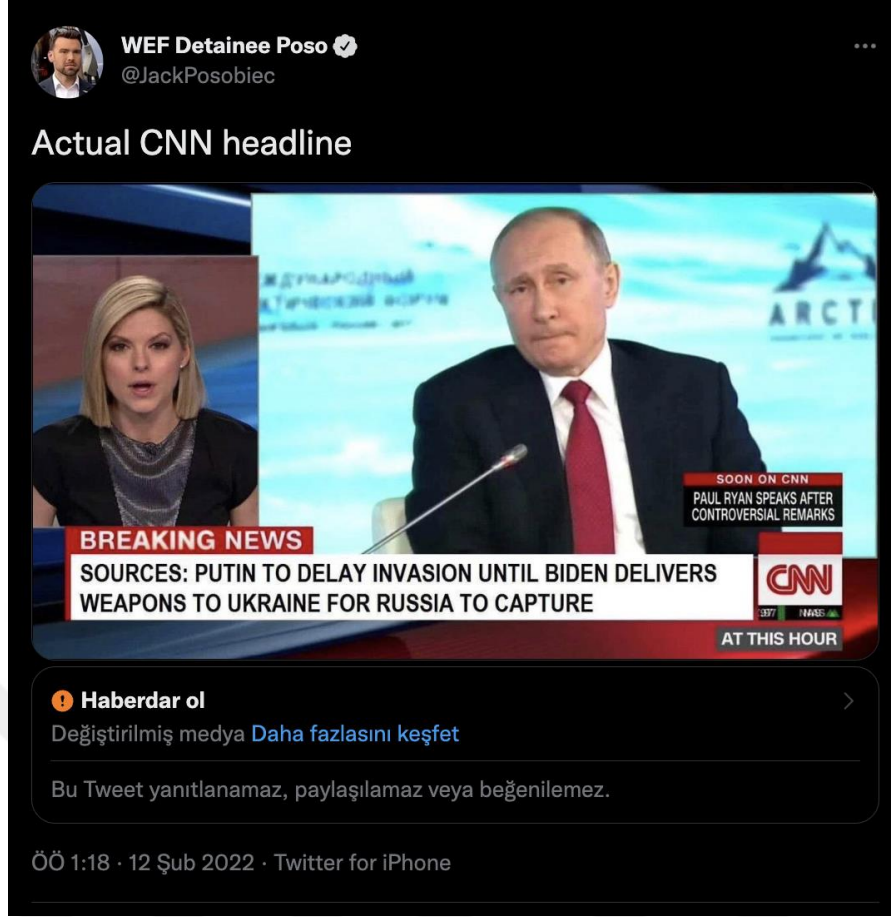 WEF Detainee Poso
@JackPosobiec
Actual CNN headline
ARCTI
SOON ON CNN
PAUL RYAN SPEAKS AFTER
CONTROVERSIAL REMARKS
BREAKING NEWS
SOURCES: PUTIN TO DELAY INVASION UNTIL BIDEN DELIVERS
WEAPONS TO UKRAINE FOR RUSSIA TO CAPTURE
CNN
AT THIS HOUR
Haberdar ol
Değiştirilmiş medya Daha fazlasını keşfet
Bu Tweet yanıtlanamaz, paylaşılamaz veya beğenilemez.
ÖÖ 1:18 · 12 Şub 2022 · Twitter for iPhone